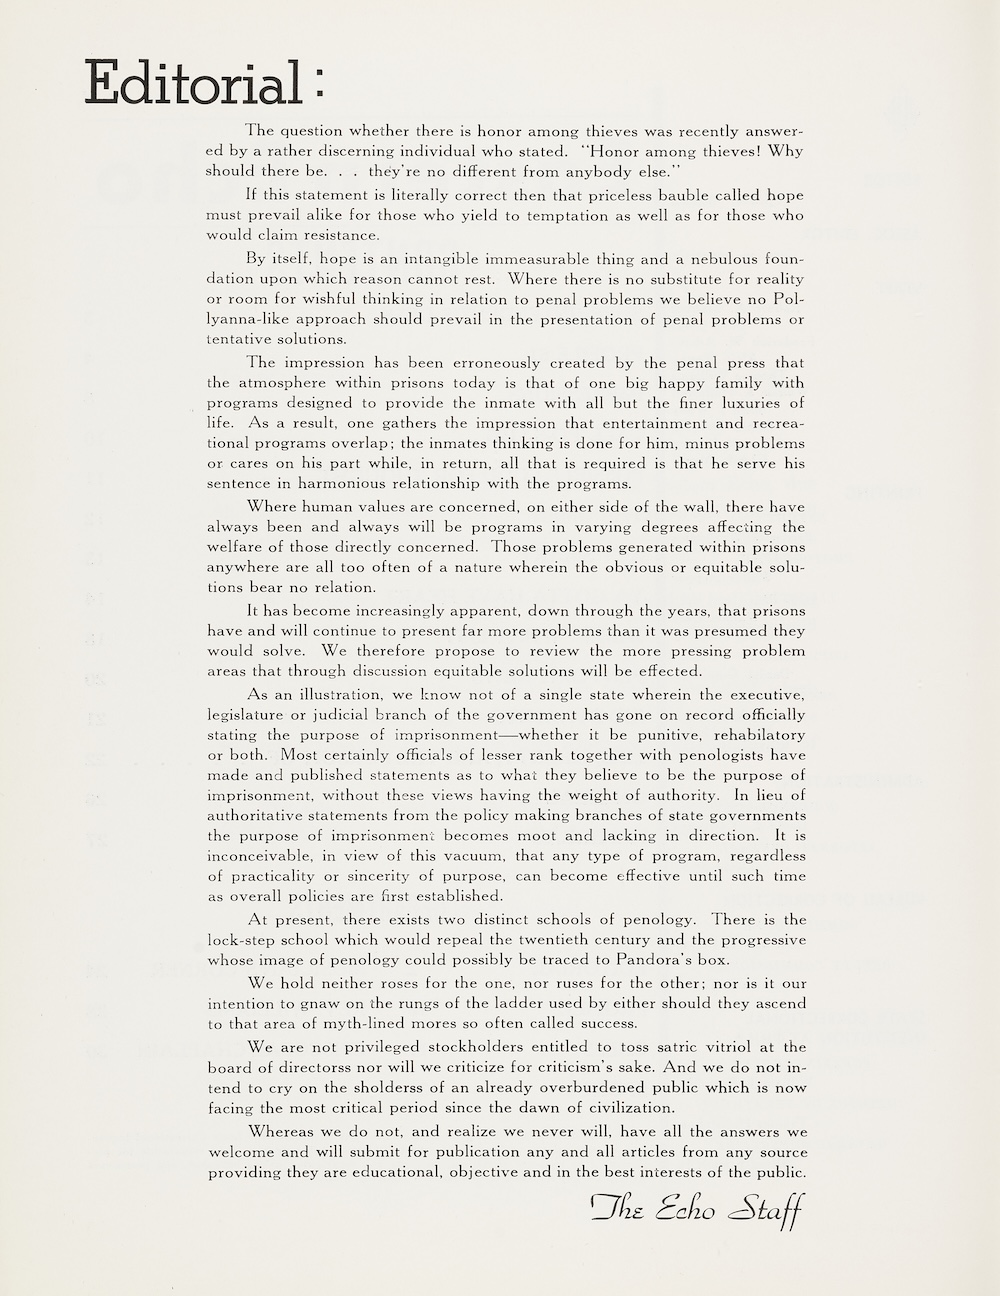 Editorial:
The question whether there is honor among thieves was recently answer-
ed by a rather discerning individual who stated. "Honor among thieves! Why
should there be. . . they're no different from anybody else."
If this statement is literally correct then that priceless bauble called hope
must prevail alike for those who yield to temptation as well as for those who
would claim resistance.
By itself, hope is an intangible immeasurable thing and a nebulous foun-
dation upon which reason cannot rest. Where there is no substitute for reality
or room for wishful thinking in relation to penal problems we believe no Pol-
lyanna-like approach should prevail in the presentation of penal problems or
tentative solutions.
The impression has been erroneously created by the penal press that
the atmosphere within prisons today is that of one big happy family with
programs designed to provide the inmate with all but the finer luxuries of
life. As a result, one gathers the impression that entertainment and recrea-
tional programs overlap; the inmates thinking is done for him, minus problems
or cares on his part while, in return, all that is required is that he serve his
sentence in harmonious relationship with the programs.
Where human values are concerned, on either side of the wall, there have
always been and always will be programs in varying degrees affecting the
welfare of those directly concerned. Those problems generated within prisons
anywhere are all too often of a nature wherein the obvious or equitable solu-
tions bear no relation.
It has become increasingly apparent, down through the years, that prisons
have and will continue to present far more problems than it was presumed they
would solve. We therefore propose to review the more pressing problem
areas that through discussion equitable solutions will be effected.
As an illustration, we know not of a single state wherein the executive,
legislature or judicial branch of the government has gone on record officially
stating the purpose of imprisonment—whether it be punitive, rehabilatory
or both. Most certainly officials of lesser rank together with penologists have
made and published statements as to what they believe to be the purpose of
imprisonment, without these views having the weight of authority. In lieu of
authoritative statements from the policy making branches of state governments
the purpose of imprisonment becomes moot and lacking in direction. It is
inconceivable, in view of this vacuum, that any type of program, regardless
of practicality or sincerity of purpose, can become effective until such time
as overall policies are first established.
At present, there exists two distinct schools of penology. There is the
lock-step school which would repeal the twentieth century and the progressive
whose image of penology could possibly be traced to Pandora's box.
We hold neither roses for the one, nor ruses for the other; nor is it our
intention to gnaw on the rungs of the ladder used by either should they ascend
to that area of myth-lined mores so often called success.
We are not privileged stockholders entitled to toss satric vitriol at the
board of directorss nor will we criticize for criticism's sake. And we do not in-
tend to cry on the sholderss of an already overburdened public which is now
facing the most critical period since the dawn of civilization.
Whereas we do not, and realize we never will, have all the answers we
welcome and will submit for publication any and all articles from any source
providing they are educational, objective and in the best interests of the public.
The Echo Staff